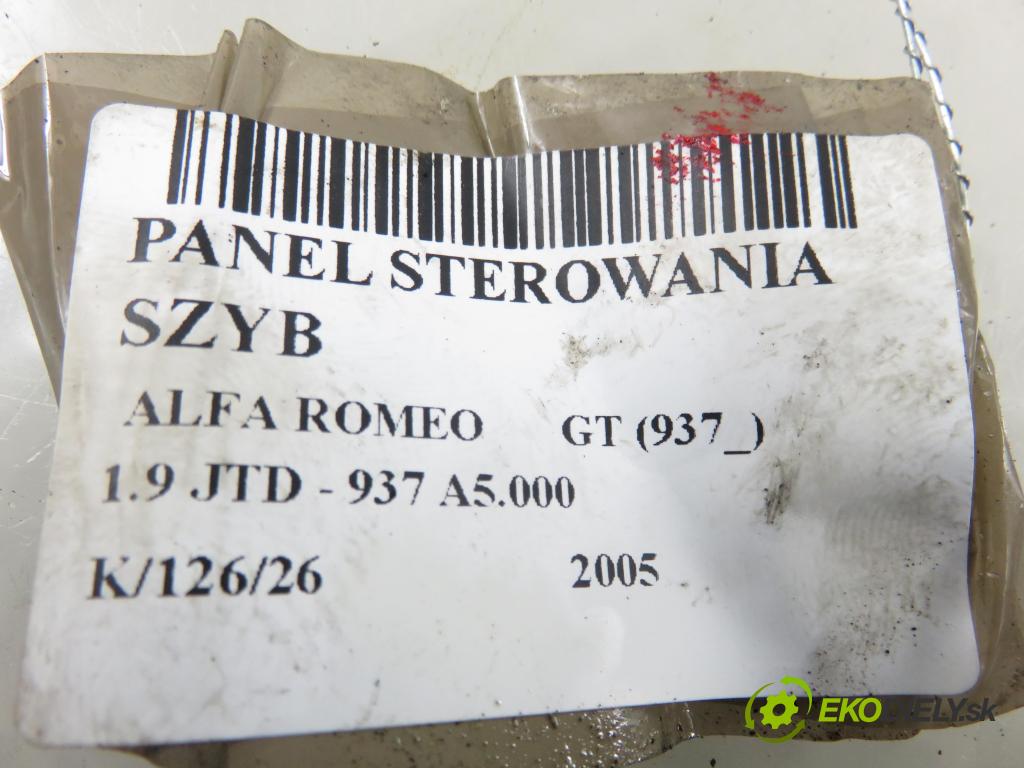 PANEL STEROWANIA
SZYB
ALFA ROMEO GT (937_)
1.9 JTD - 937 A5.000
K/126/26 2005
EKODIELY.sk